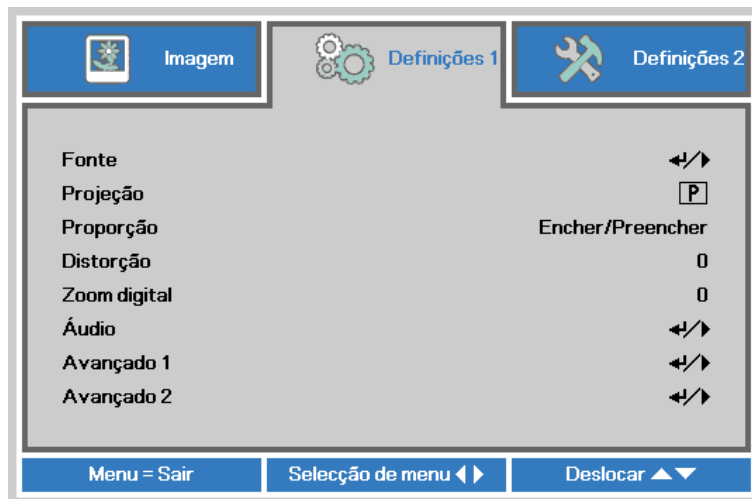 Imagem
Definições 1
Definições 2
Fonte ↵/▶
Projeção P
Proporção Encher/Preencher
Distorção 0
Zoom digital 0
Áudio ↵/▶
Avançado 1 ↵/▶
Avançado 2 ↵/▶
Menu = Sair
Selecção de menu ◀▶
Deslocar ▲▼